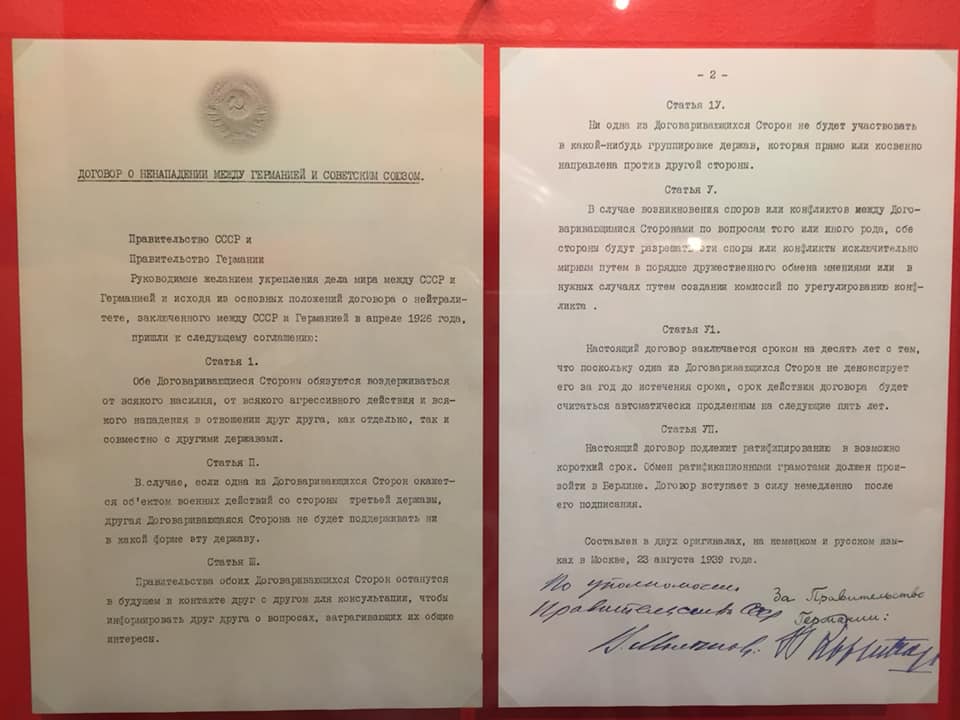 ДОГОВОР О НЕНАПАДЕНИИ МЕЖДУ ГЕРМАНИЕЙ И СОВЕТСКИМ СОЮЗОМ.
Правительство СССР и
Правительство Германии
Руководимые желанием укрепления дела мира между СССР и
Германией и исходя из основных положений договора о нейтрали-
тете, заключенного между СССР и Германией в апреле 1926 года,
пришли к следующему соглашению:
Статья 1.
Обе Договаривающиеся Стороны обязуются воздерживаться
от всякого насилия, от всякого агрессивного действия и вся-
кого нападения в отношении друг друга, как отдельно, так и
совместно с другими державами.
Статья П.
В случае, если одна из Договаривающихся Сторон окажет-
ся об'ектом военных действий со стороны третьей державы,
другая Договаривающаяся Сторона не будет поддерживать ни
в какой форме эту державу.
Статья Ш.
Правительства обоих Договаривающихся Сторон останутся
в будущем в контакте друг с другом для консультации, чтобы
информировать друг друга о вопросах, затрагивающих их общие
интересы.
- 2 -
Статья 1У.
Ни одна из Договаривающихся Сторон не будет участвовать
в какой-нибудь группировке держав, которая прямо или косвенно
направлена против другой стороны.
Статья У.
В случае возникновения споров или конфликтов между Дого-
варивающимися Сторонами по вопросам того или иного рода, обе
стороны будут разрешать эти споры или конфликты исключительно
мирным путем в порядке дружественного обмена мнениями или в
нужных случаях путем создания комиссий по урегулированию конф-
ликта .
Статья У1.
Настоящий договор заключается сроком на десять лет с тем,
что поскольку одна из Договаривающихся Сторон не денонсирует
его за год до истечения срока, срок действия договора будет
считаться автоматически продленным на следующие пять лет.
Статья УП.
Настоящий договор подлежит ратифицированию в возможно
короткий срок. Обмен ратификационными грамотами должен прои-
зойти в Берлине. Договор вступает в силу немедленно после
его подписания.
Составлен в двух оригиналах, на немецком и русском язы-
ках в Москве, 23 августа 1939 года.
По уполномочию
Правительства СССР
В. Молотов
За Правительство
Германии: